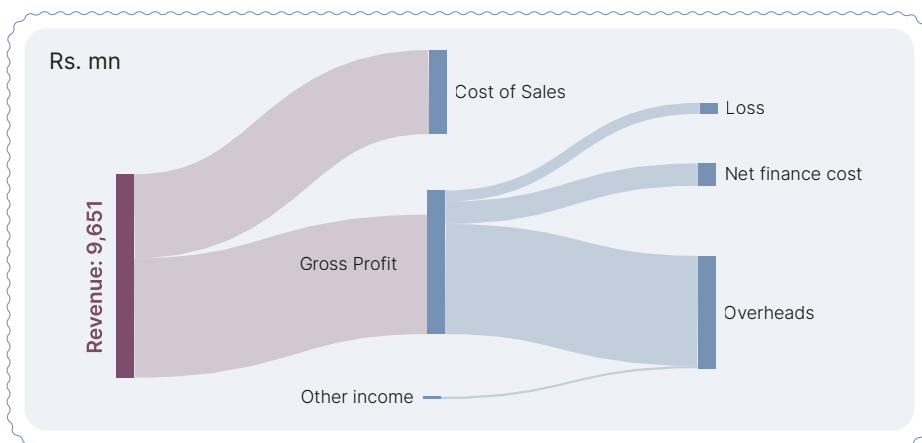 Rs. mn
Cost of Sales
Loss
Net finance cost
Revenue: 9,651
Gross Profit
Overheads
Other income